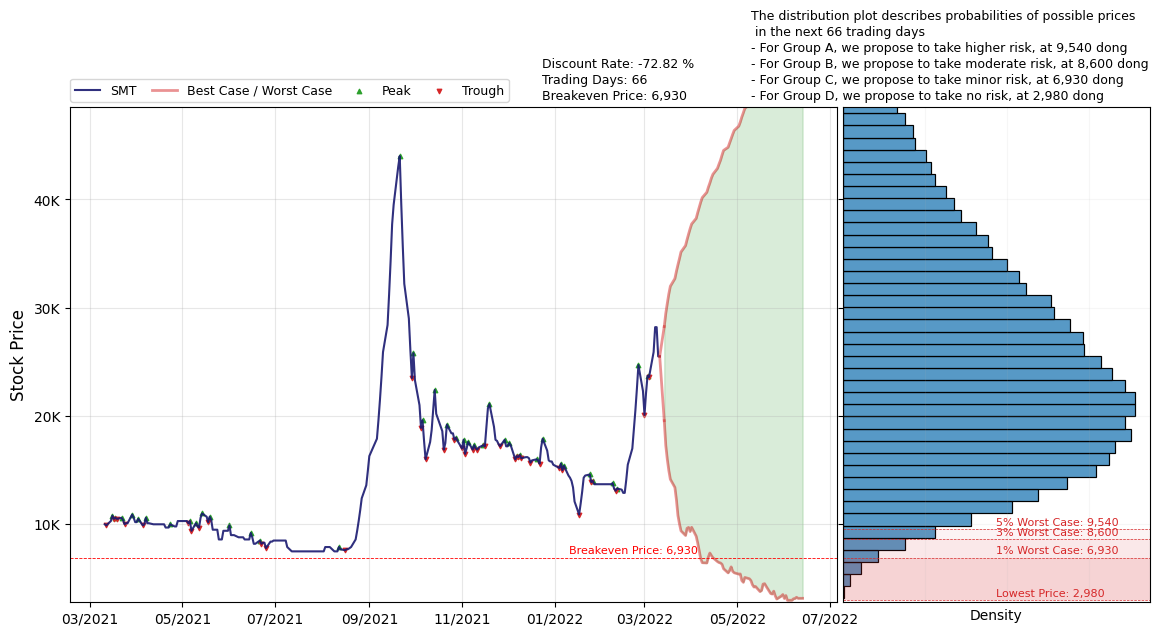 The distribution plot describes probabilities of possible prices
in the next 66 trading days
- For Group A, we propose to take higher risk, at 9,540 dong
- For Group B, we propose to take moderate risk, at 8,600 dong
- For Group C, we propose to take minor risk, at 6,930 dong
- For Group D, we propose to take no risk, at 2,980 dong
Discount Rate: -72.82 %
Trading Days: 66
Breakeven Price: 6,930
SMT Best Case / Worst Case Peak Trough
Stock Price
40K
30K
20K
10K
Breakeven Price: 6,930
5% Worst Case: 9,540
3% Worst Case: 8,600
1% Worst Case: 6,930
Lowest Price: 2,980
03/2021 05/2021 07/2021 09/2021 11/2021 01/2022 03/2022 05/2022 07/2022
Density